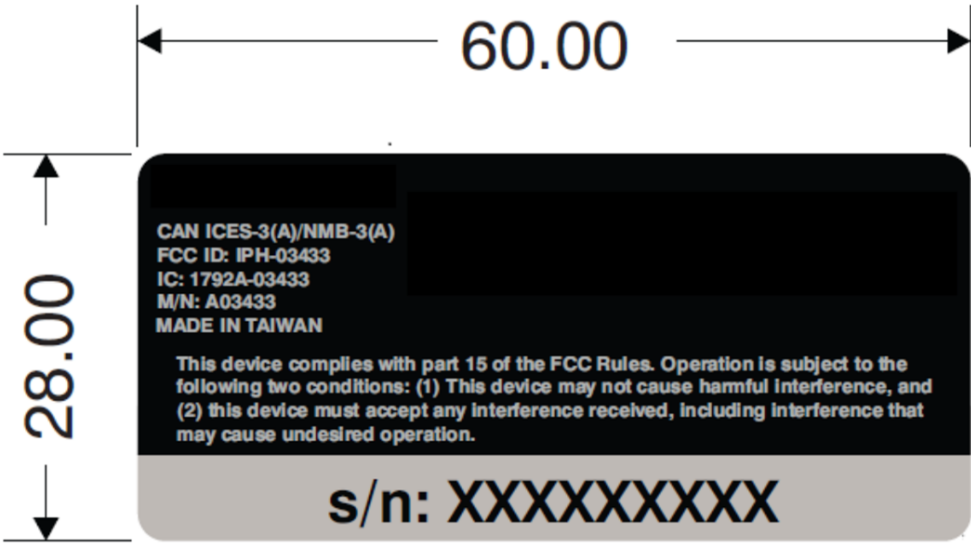 60.00
28.00
CAN ICES-3(A)/NMB-3(A)
FCC ID: IPH-03433
IC: 1792A-03433
M/N: A03433
MADE IN TAIWAN
This device complies with part 15 of the FCC Rules. Operation is subject to the
following two conditions: (1) This device may not cause harmful interference, and
(2) this device must accept any interference received, including interference that
may cause undesired operation.
s/n: XXXXXXXXX